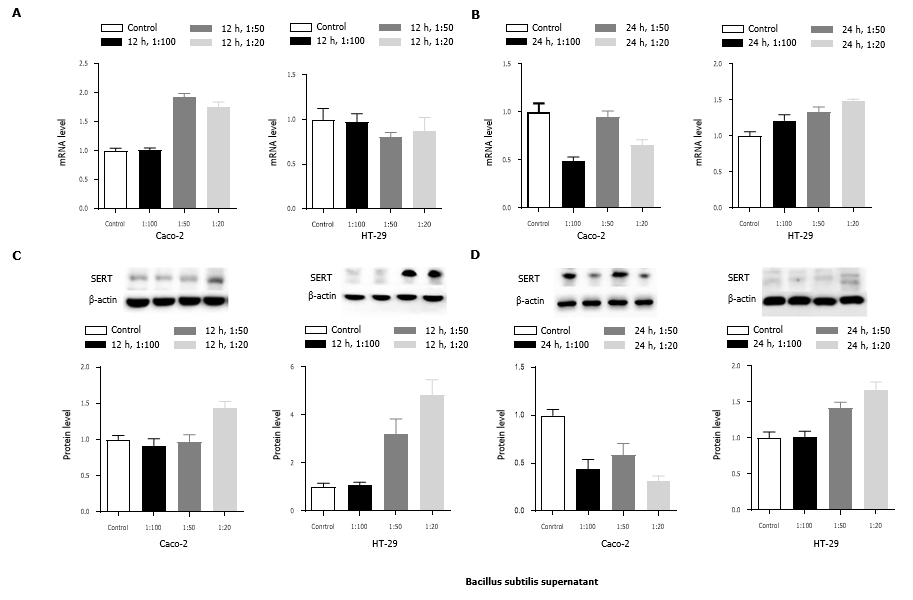 A
Control
12 h, 1:50
12 h, 1:100
12 h, 1:20
Control
12 h, 1:50
12 h, 1:100
12 h, 1:20
mRNA level
2.5
2.0
1.5
1.0
0.5
0.0
Control
1:100
1:50
1:20
Caco-2
mRNA level
1.5
1.0
0.5
0.0
Control
1:100
1:50
1:20
HT-29
B
Control
24 h, 1:50
24 h, 1:100
24 h, 1:20
Control
24 h, 1:50
24 h, 1:100
24 h, 1:20
mRNA level
1.5
1.0
0.5
0.0
Control
1:100
1:50
1:20
Caco-2
mRNA level
2.0
1.5
1.0
0.5
0.0
Control
1:100
1:50
1:20
HT-29
C
SERT
β-actin
Control
12 h, 1:50
12 h, 1:100
12 h, 1:20
Protein level
2.0
1.5
1.0
0.5
0.0
Control
1:100
1:50
1:20
Caco-2
SERT
β-actin
Control
12 h, 1:50
12 h, 1:100
12 h, 1:20
Protein level
6
4
2
0
Control
1:100
1:50
1:20
HT-29
D
SERT
β-actin
Control
24 h, 1:50
24 h, 1:100
24 h, 1:20
Protein level
1.5
1.0
0.5
0.0
Control
1:100
1:50
1:20
Caco-2
SERT
β-actin
Control
24 h, 1:50
24 h, 1:100
24 h, 1:20
Protein level
2.0
1.5
1.0
0.5
0.0
Control
1:100
1:50
1:20
HT-29
Bacillus subtilis supernatant